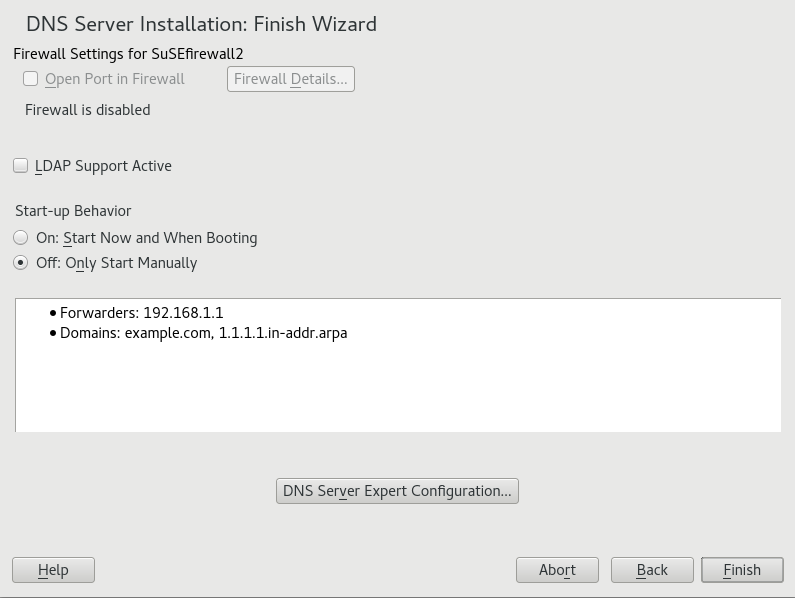 DNS Server Installation: Finish Wizard
Firewall Settings for SuSEfirewall2
Open Port in Firewall Firewall Details...
Firewall is disabled
LDAP Support Active
Start-up Behavior
On: Start Now and When Booting
Off: Only Start Manually
• Forwarders: 192.168.1.1
• Domains: example.com, 1.1.1.1.in-addr.arpa
DNS Server Expert Configuration...
Help Abort Back Finish